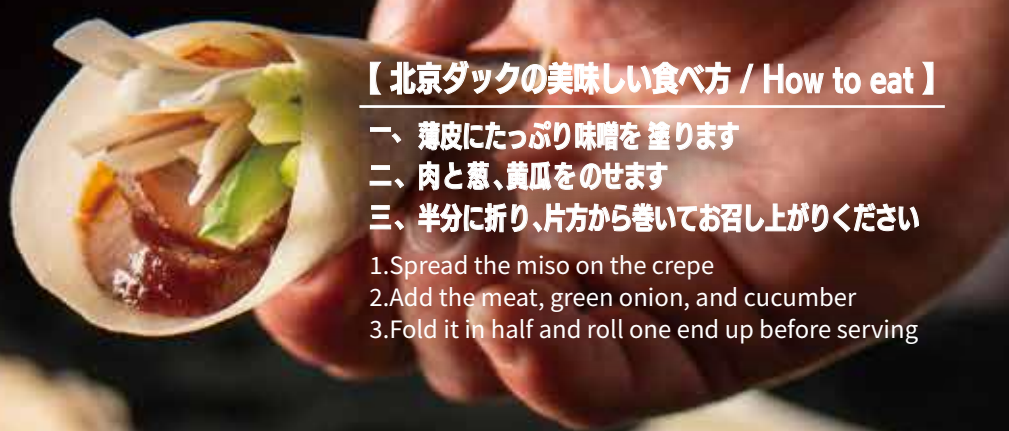 【 北京ダックの美味しい食べ方 / How to eat 】
一、薄皮にたっぷり味噌を 塗ります
二、肉と葱、黄瓜をのせます
三、半分に折り、片方から巻いてお召し上がりください
1.Spread the miso on the crepe
2.Add the meat, green onion, and cucumber
3.Fold it in half and roll one end up before serving